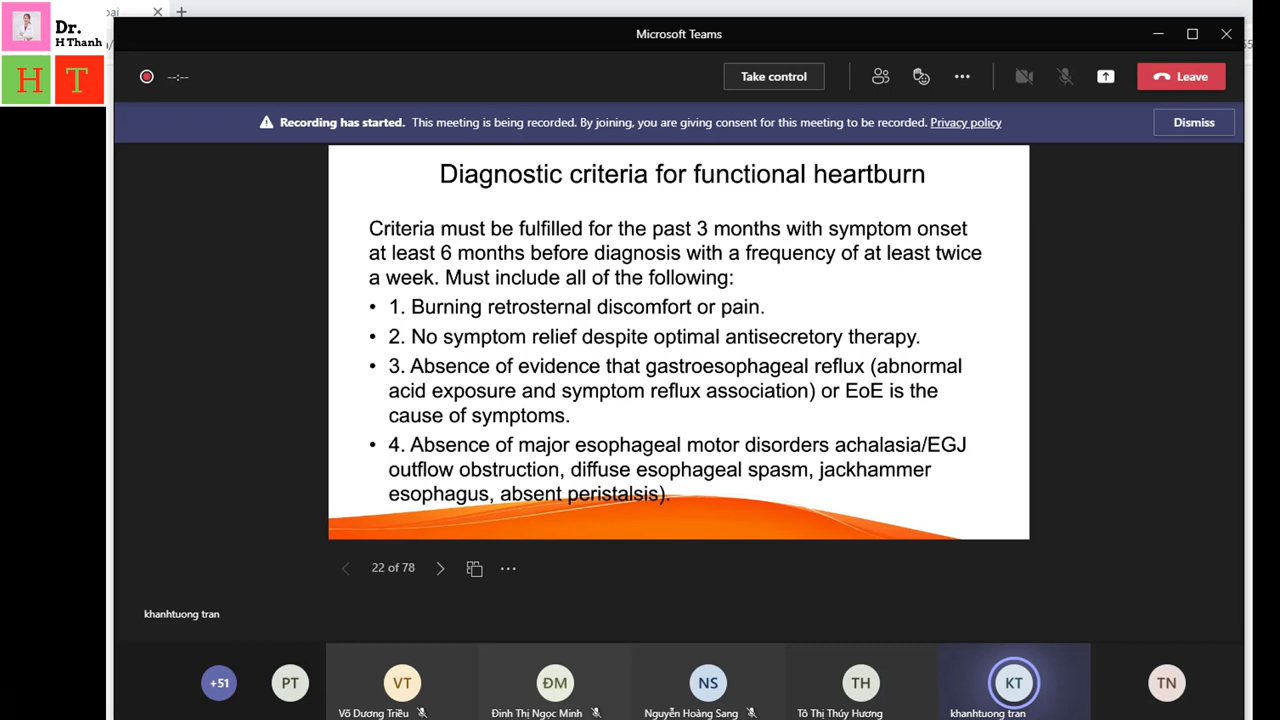 Dr.
H Thanh
H T
Microsoft Teams
--:--
Take control
Leave
Recording has started. This meeting is being recorded. By joining, you are giving consent for this meeting to be recorded. Privacy policy
Dismiss
Diagnostic criteria for functional heartburn
Criteria must be fulfilled for the past 3 months with symptom onset
at least 6 months before diagnosis with a frequency of at least twice
a week. Must include all of the following:
• 1. Burning retrosternal discomfort or pain.
• 2. No symptom relief despite optimal antisecretory therapy.
• 3. Absence of evidence that gastroesophageal reflux (abnormal
acid exposure and symptom reflux association) or EoE is the
cause of symptoms.
• 4. Absence of major esophageal motor disorders achalasia/EGJ
outflow obstruction, diffuse esophageal spasm, jackhammer
esophagus, absent peristalsis).
22 of 78
khanhtuong tran
+51 PT VT ĐM NS TH KT TN
Võ Dương Triều Đinh Thị Ngọc Minh Nguyễn Hoàng Sang Tô Thị Thúy Hương khanhtuong tran